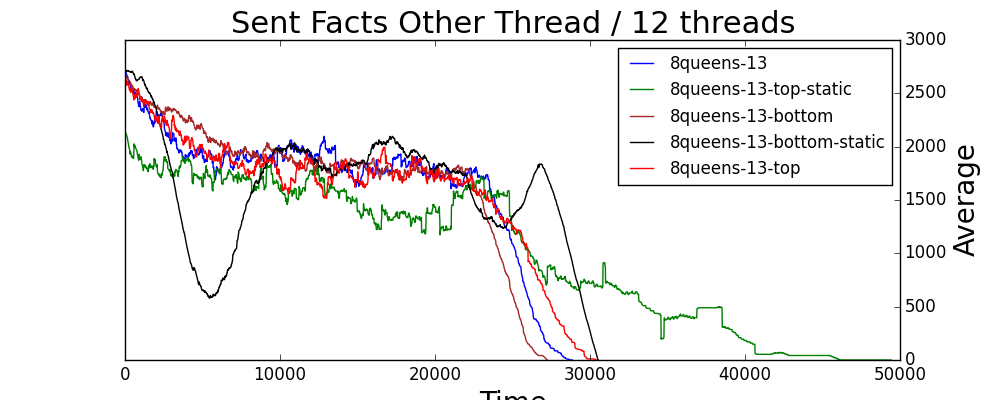 Sent Facts Other Thread / 12 threads
3000
2500
2000
1500
1000
500
0
Average
8queens-13
8queens-13-top-static
8queens-13-bottom
8queens-13-bottom-static
8queens-13-top
0 10000 20000 30000 40000 50000
Time